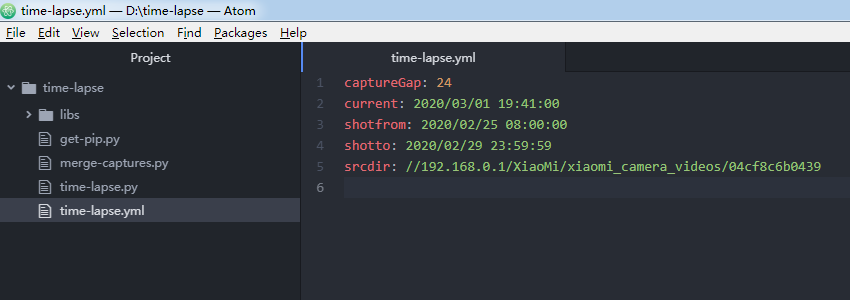 time-lapse.yml — D:\time-lapse — Atom
File Edit View Selection Find Packages Help
Project
time-lapse
libs
get-pip.py
merge-captures.py
time-lapse.py
time-lapse.yml
time-lapse.yml
1 captureGap: 24
2 current: 2020/03/01 19:41:00
3 shotfrom: 2020/02/25 08:00:00
4 shotto: 2020/02/29 23:59:59
5 srcdir: //192.168.0.1/XiaoMi/xiaomi_camera_videos/04cf8c6b0439
6